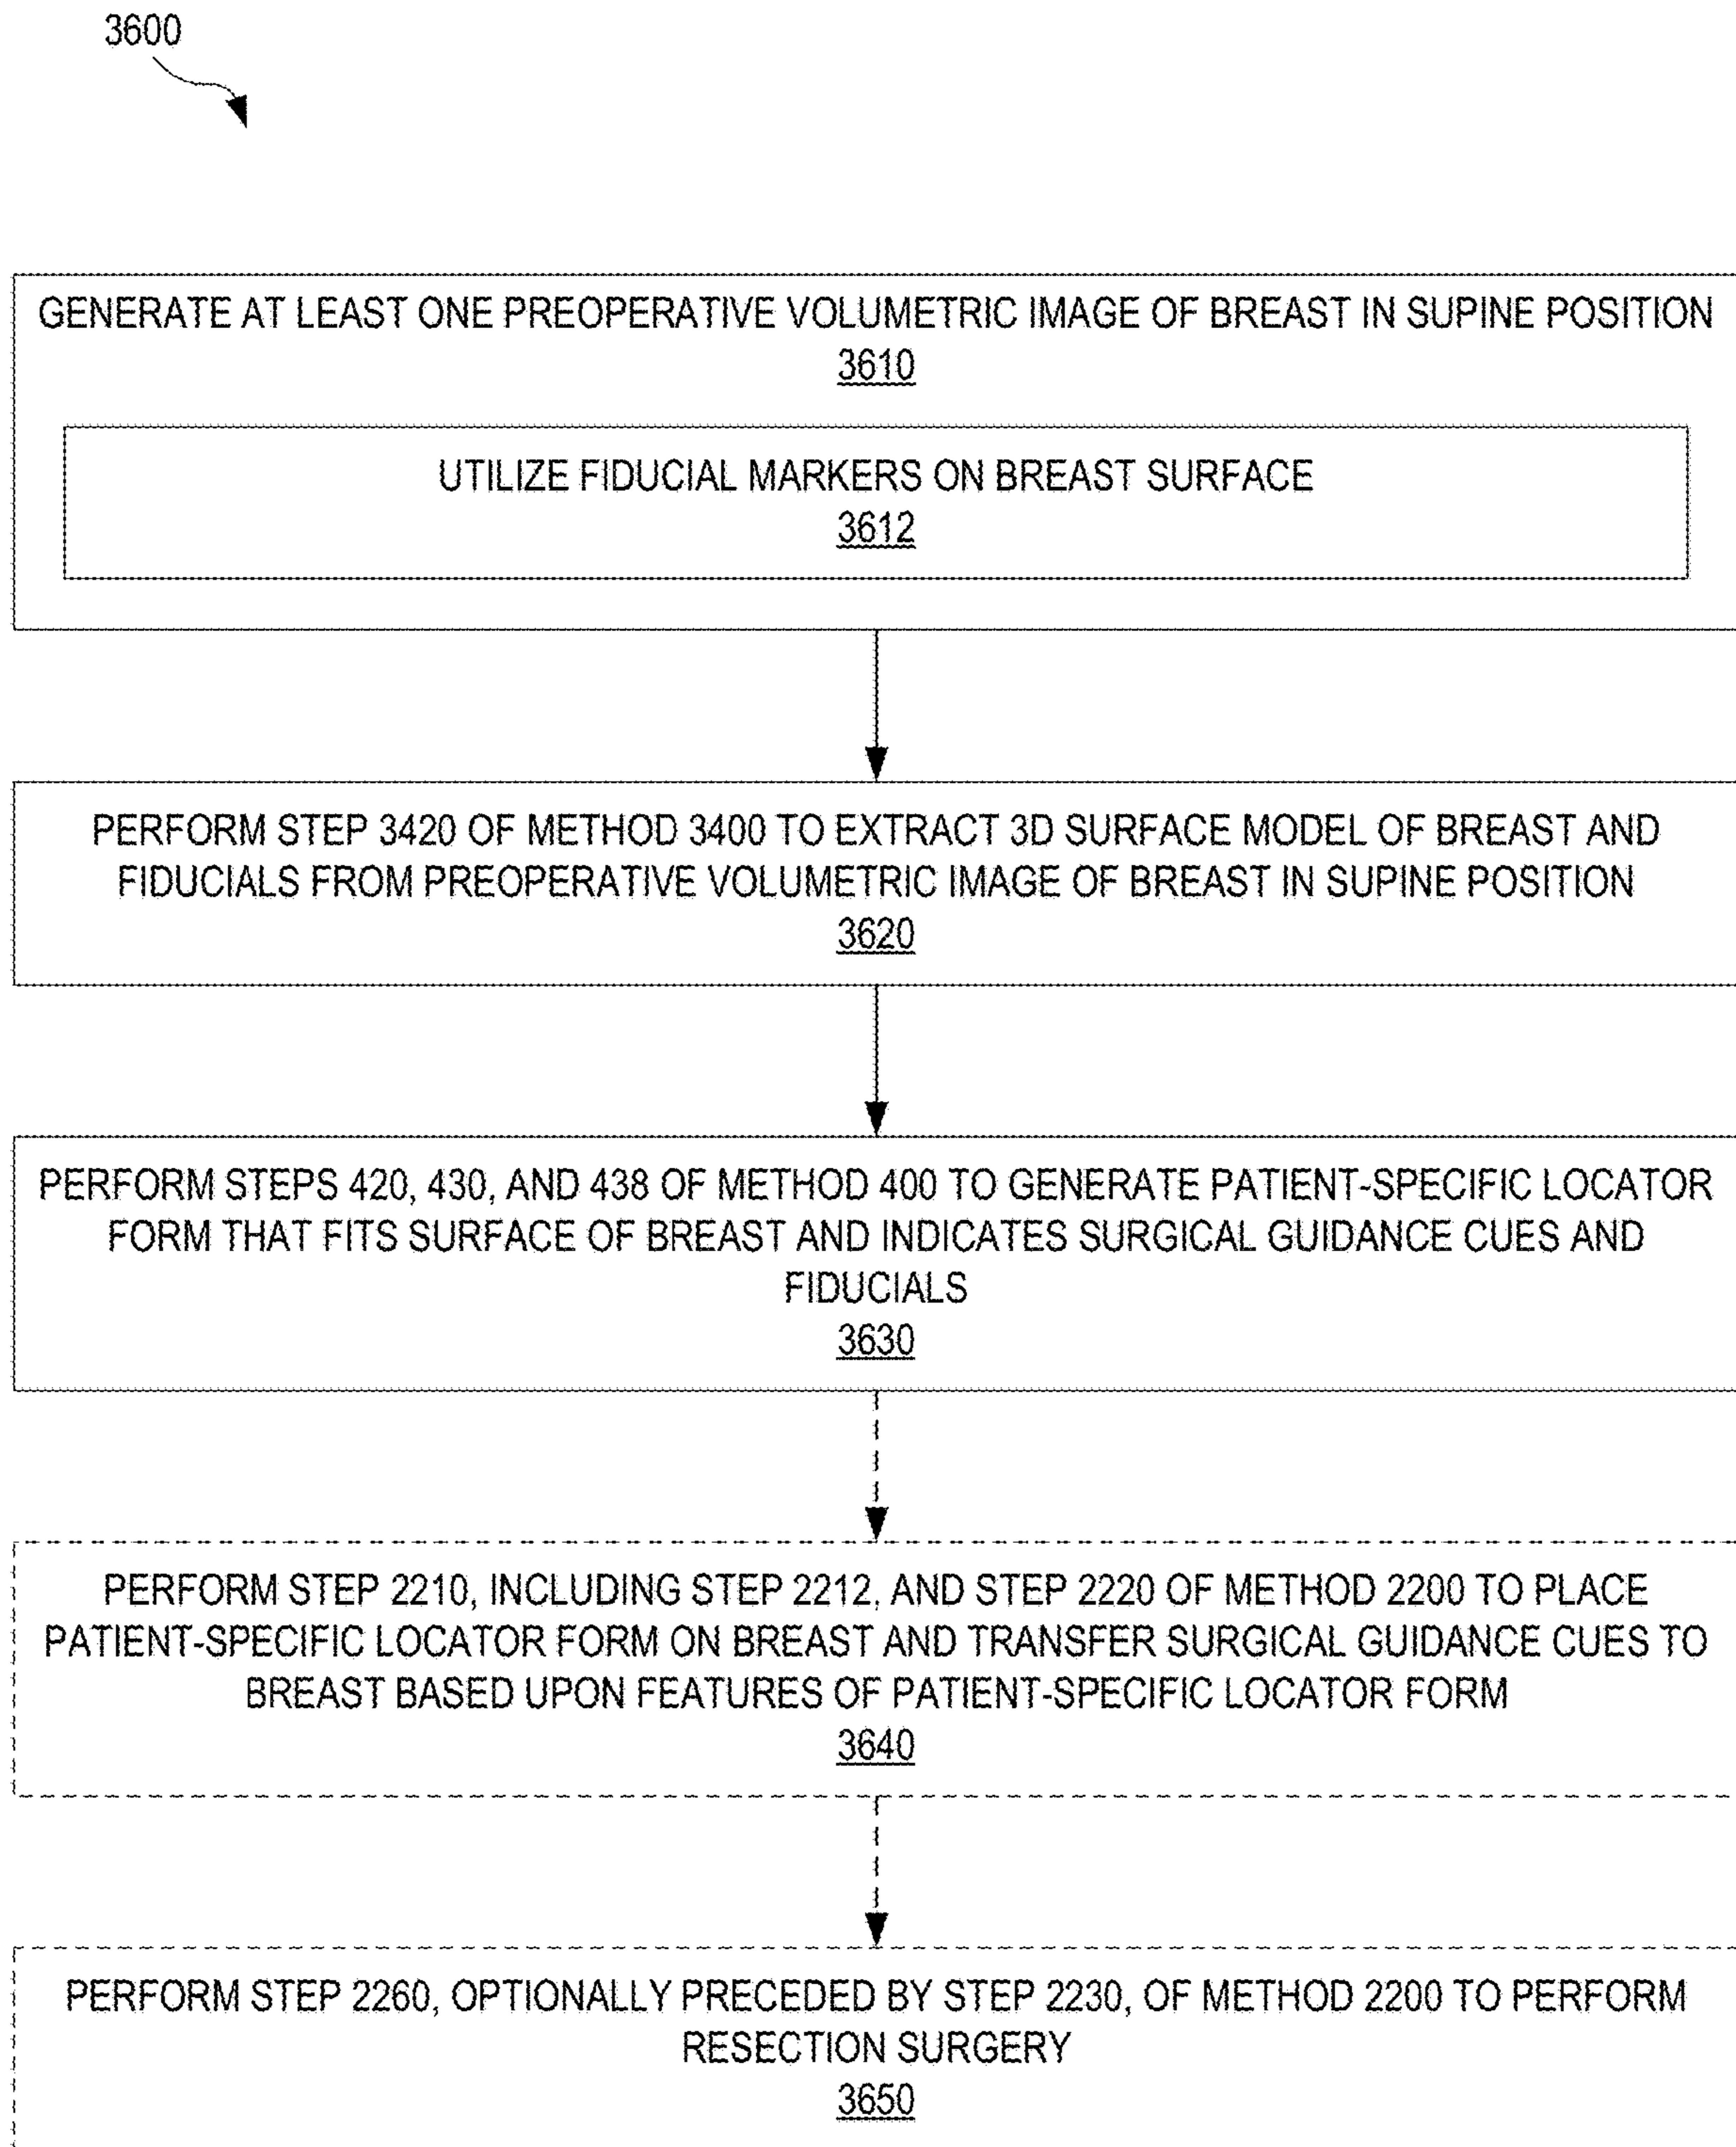 3600
GENERATE AT LEAST ONE PREOPERATIVE VOLUMETRIC IMAGE OF BREAST IN SUPINE POSITION
3610
UTILIZE FIDUCIAL MARKERS ON BREAST SURFACE
3612
PERFORM STEP 3420 OF METHOD 3400 TO EXTRACT 3D SURFACE MODEL OF BREAST AND
FIDUCIALS FROM PREOPERATIVE VOLUMETRIC IMAGE OF BREAST IN SUPINE POSITION
3620
PERFORM STEPS 420, 430, AND 438 OF METHOD 400 TO GENERATE PATIENT-SPECIFIC LOCATOR
FORM THAT FITS SURFACE OF BREAST AND INDICATES SURGICAL GUIDANCE CUES AND
FIDUCIALS
3630
PERFORM STEP 2210, INCLUDING STEP 2212, AND STEP 2220 OF METHOD 2200 TO PLACE
PATIENT-SPECIFIC LOCATOR FORM ON BREAST AND TRANSFER SURGICAL GUIDANCE CUES TO
BREAST BASED UPON FEATURES OF PATIENT-SPECIFIC LOCATOR FORM
3640
PERFORM STEP 2260, OPTIONALLY PRECEDED BY STEP 2230, OF METHOD 2200 TO PERFORM
RESECTION SURGERY
3650